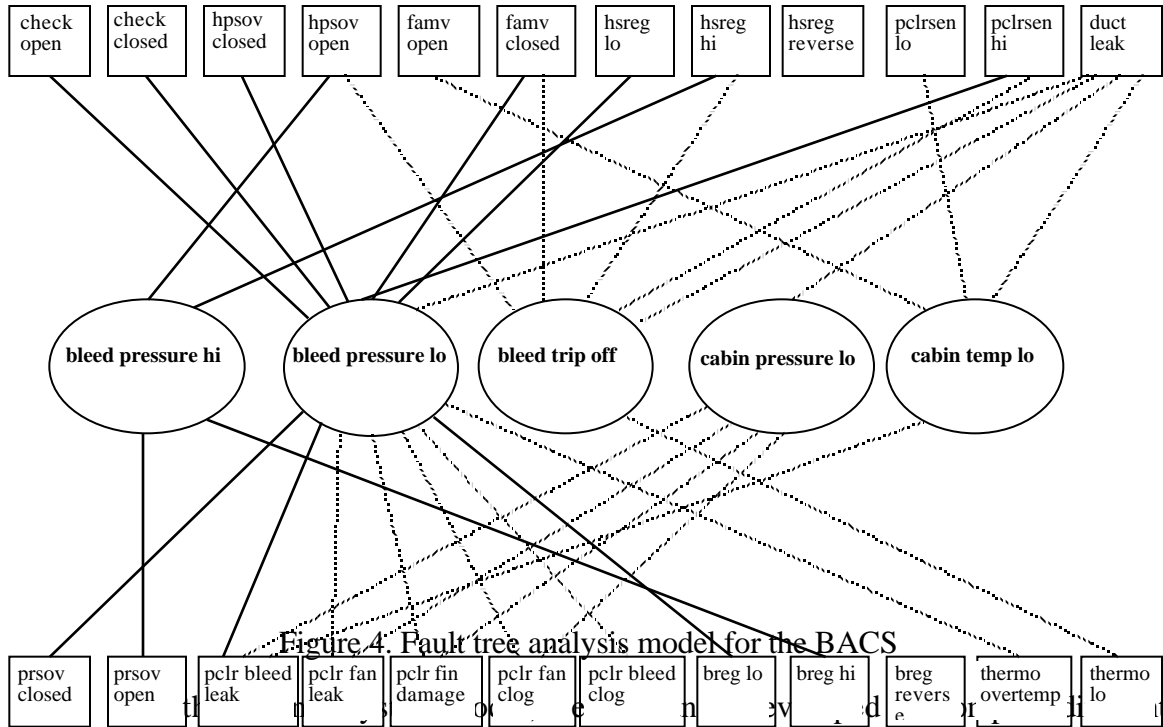 check
open
check
closed
hpsov
closed
hpsov
open
famv
open
famv
closed
hsreg
lo
hsreg
hi
hsreg
reverse
pclrsen
lo
pclrsen
hi
duct
leak
bleed pressure hi
bleed pressure lo
bleed trip off
cabin pressure lo
cabin temp lo
Figure 4. Fault tree analysis model for the BACS
prsov
closed
prsov
open
pclr bleed
leak
pclr fan
leak
pclr fin
damage
pclr fan
clog
pclr bleed
clog
breg lo
breg hi
breg
revers
e
thermo
overtemp
thermo
lo